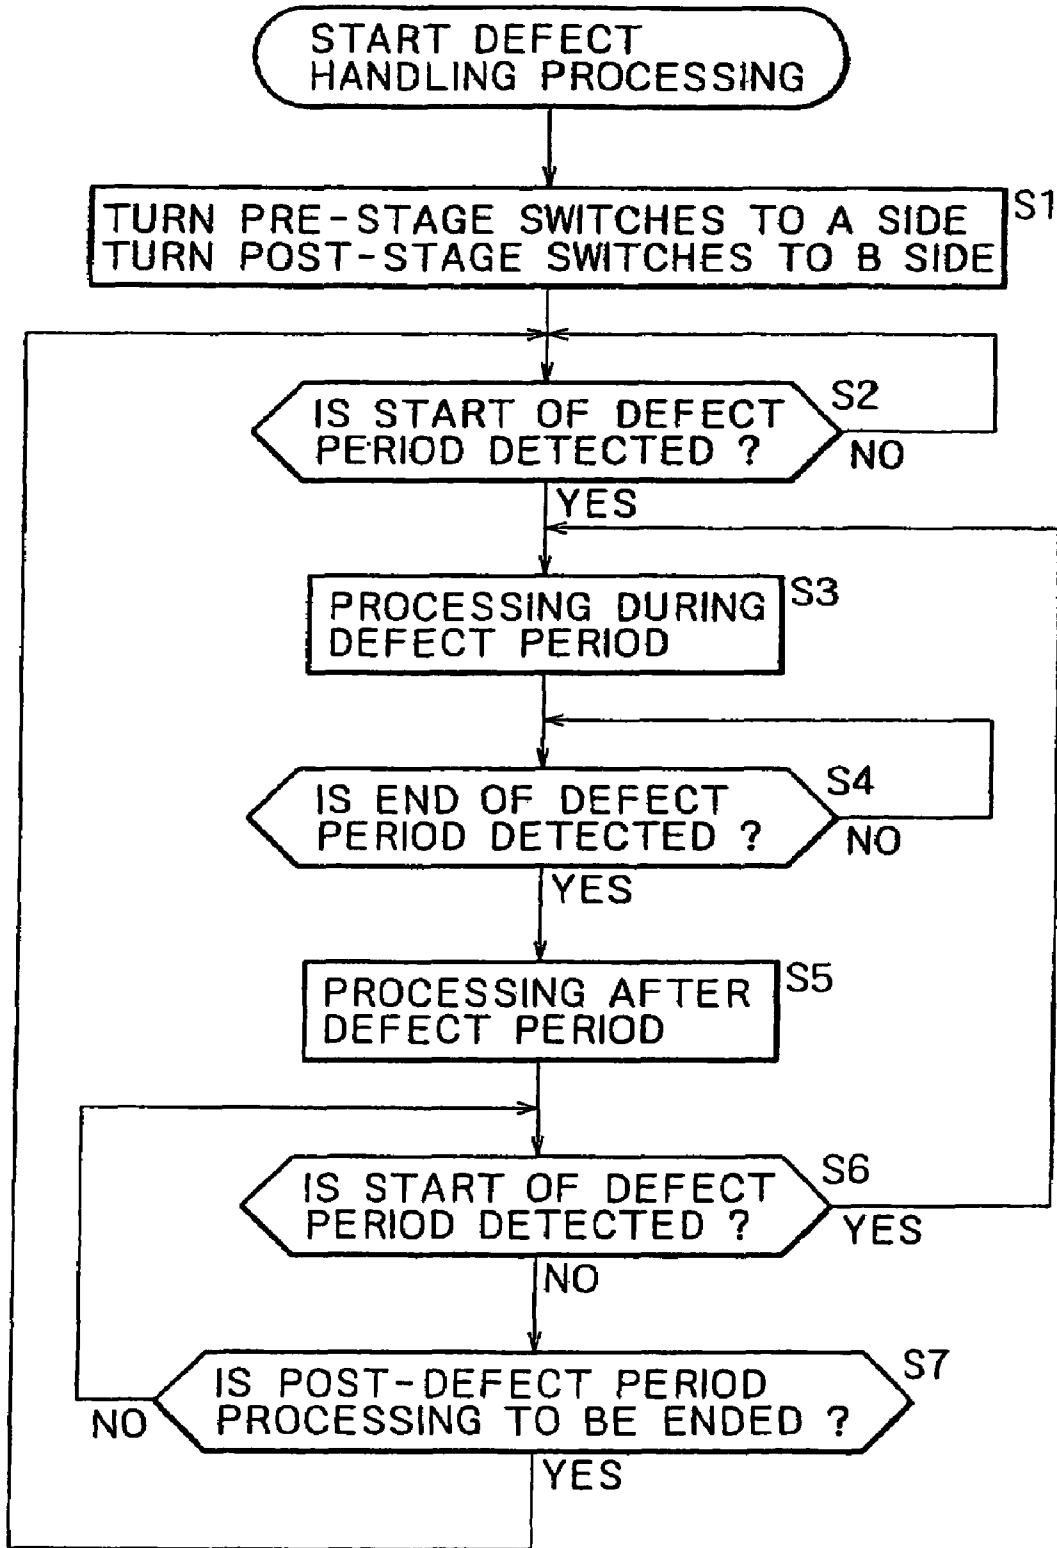 START DEFECT
HANDLING PROCESSING
S1
TURN PRE-STAGE SWITCHES TO A SIDE
TURN POST-STAGE SWITCHES TO B SIDE
S2
IS START OF DEFECT
PERIOD DETECTED ?
NO
YES
S3
PROCESSING DURING
DEFECT PERIOD
S4
IS END OF DEFECT
PERIOD DETECTED ?
NO
YES
S5
PROCESSING AFTER
DEFECT PERIOD
S6
IS START OF DEFECT
PERIOD DETECTED ?
YES
NO
S7
IS POST-DEFECT PERIOD
PROCESSING TO BE ENDED ?
NO
YES